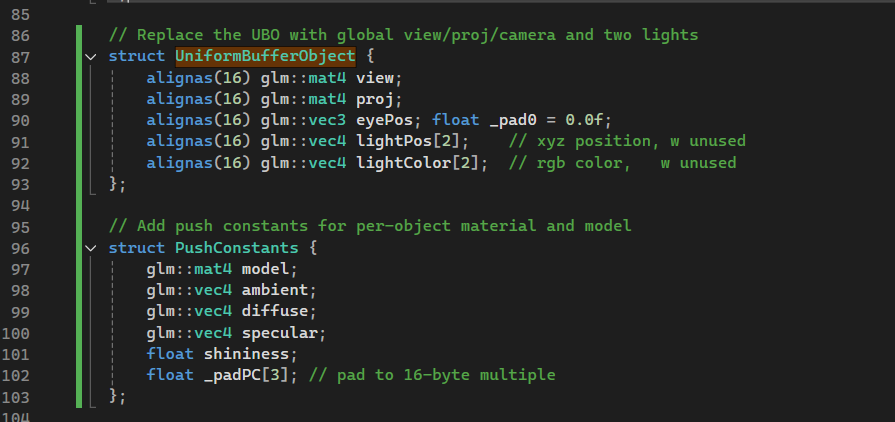 85
86 // Replace the UBO with global view/proj/camera and two lights
87 struct UniformBufferObject {
88     alignas(16) glm::mat4 view;
89     alignas(16) glm::mat4 proj;
90     alignas(16) glm::vec3 eyePos; float _pad0 = 0.0f;
91     alignas(16) glm::vec4 lightPos[2];    // xyz position, w unused
92     alignas(16) glm::vec4 lightColor[2];  // rgb color,   w unused
93 };
94
95 // Add push constants for per-object material and model
96 struct PushConstants {
97     glm::mat4 model;
98     glm::vec4 ambient;
99     glm::vec4 diffuse;
100     glm::vec4 specular;
101     float shininess;
102     float _padPC[3]; // pad to 16-byte multiple
103 };
104